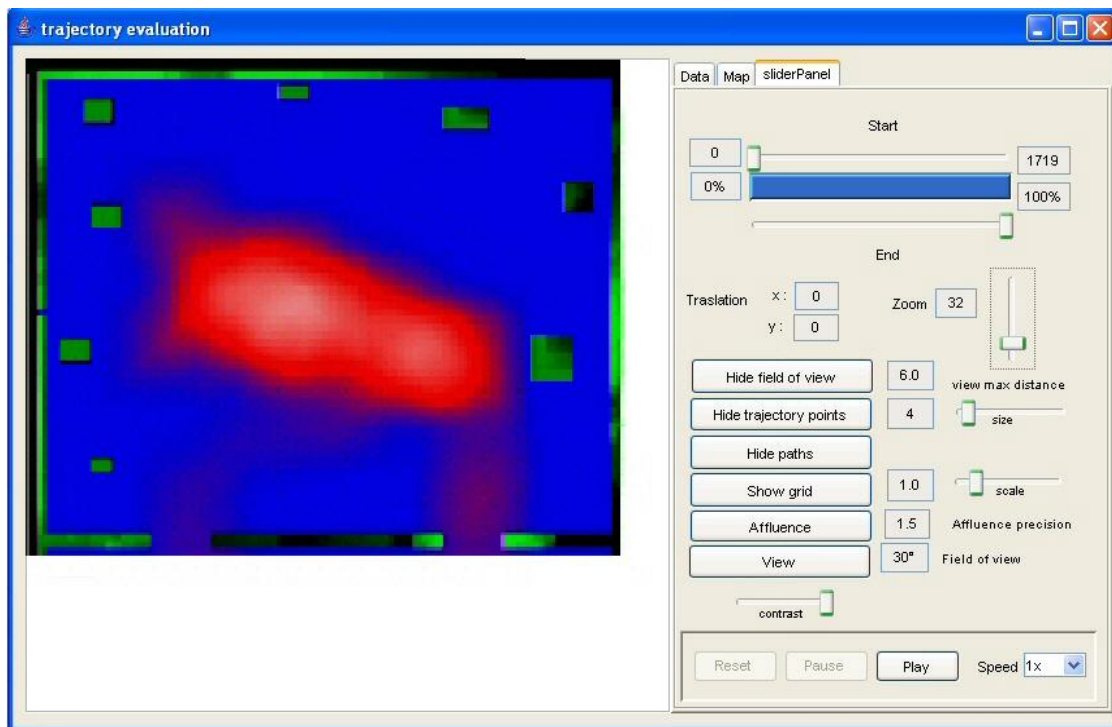 trajectory evaluation
Data Map sliderPanel
Start
0 1719
0% 100%
End
Traslation x: 0 Zoom 32
y: 0
Hide field of view 6.0 view max distance
Hide trajectory points 4 size
Hide paths
Show grid 1.0 scale
Affluence 1.5 Affluence precision
View 30° Field of view
contrast
Reset Pause Play Speed 1x